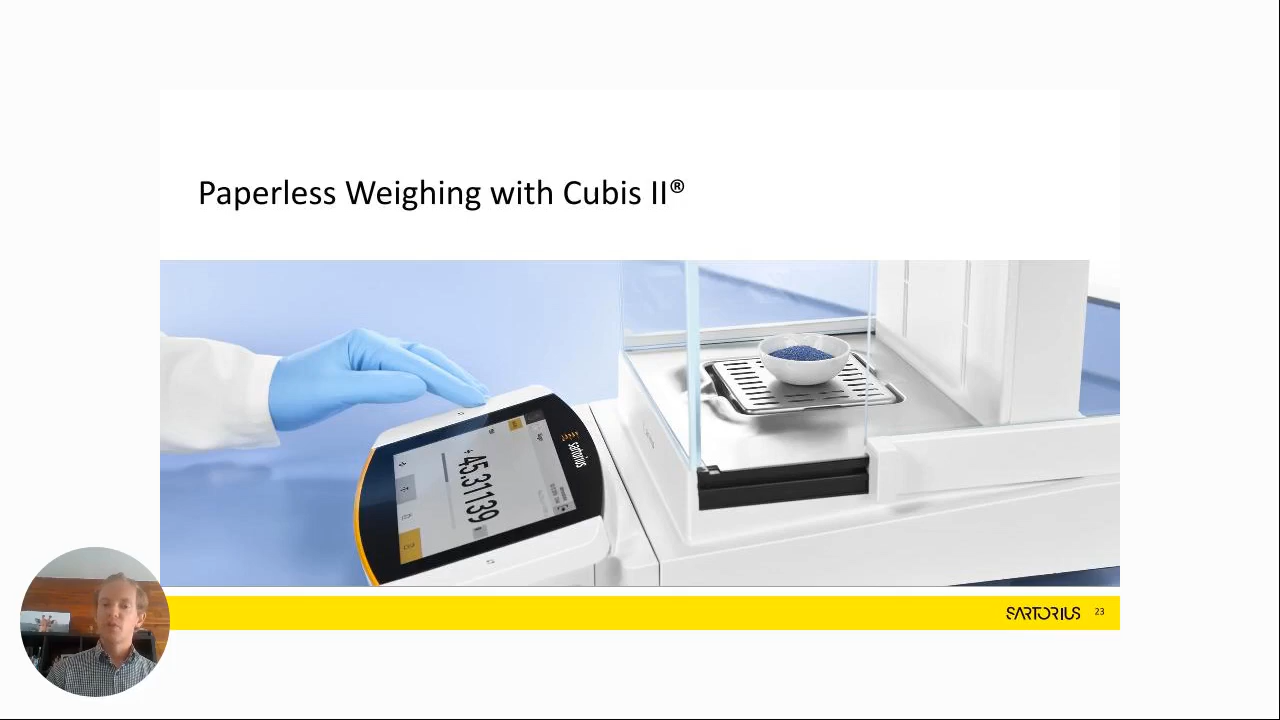 Paperless Weighing with Cubis II®
sartorius
+45.31139
SARTORIUS
23